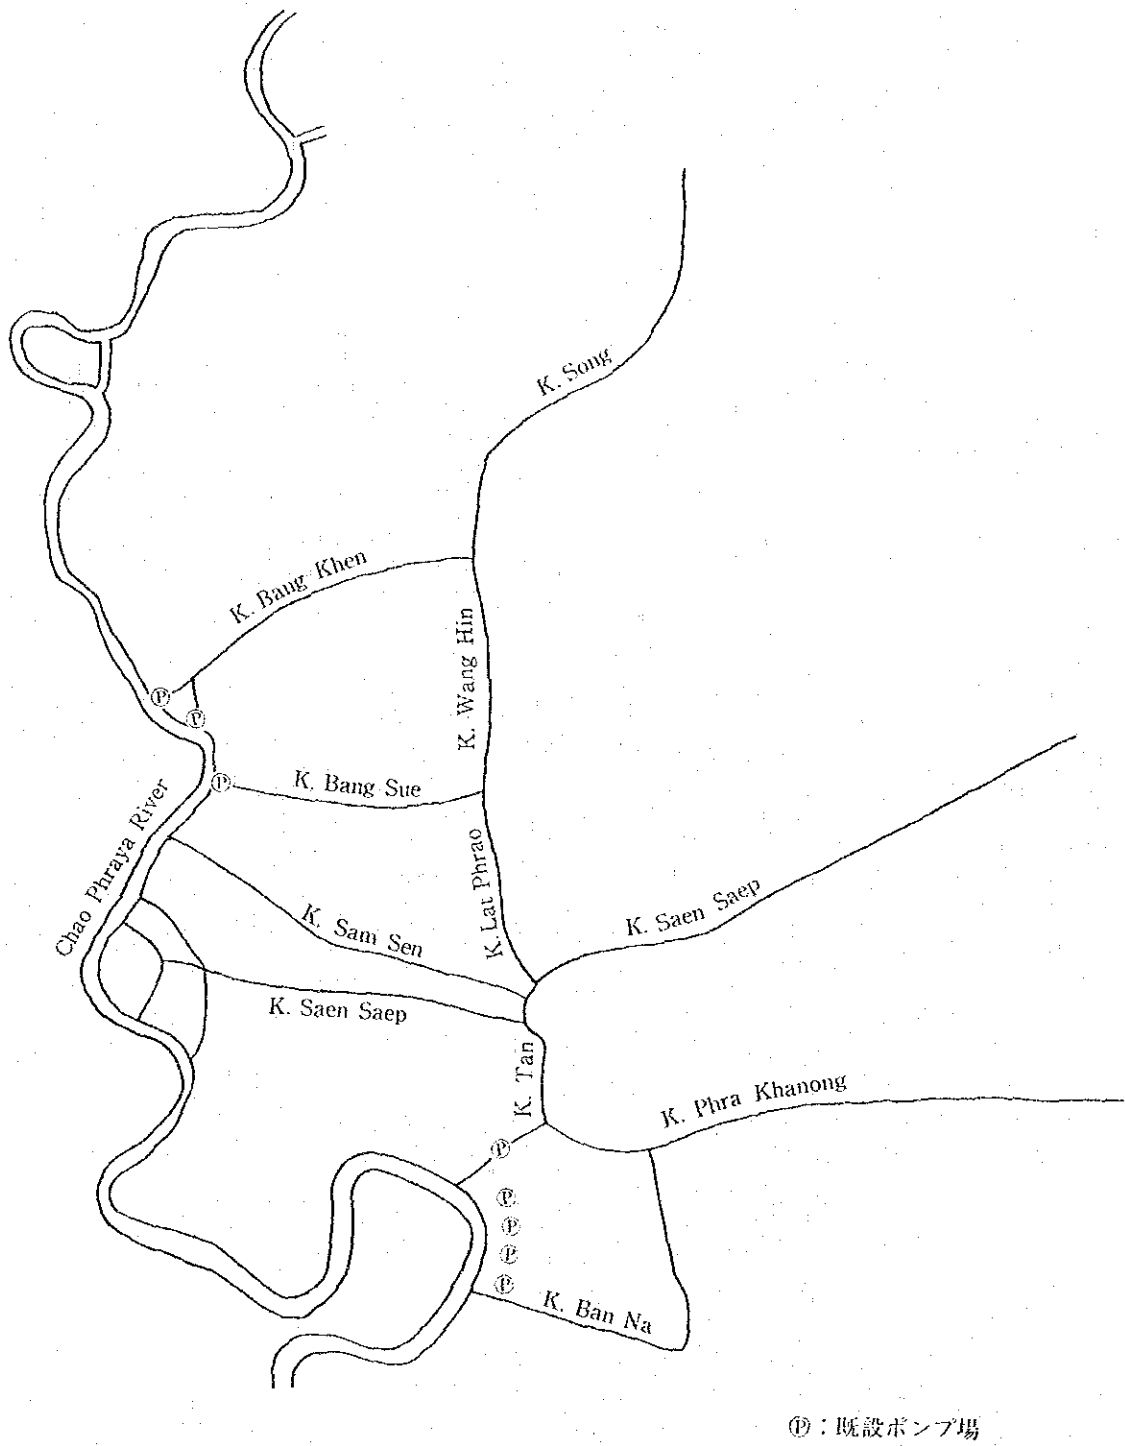 K. Song
K. Bang Khen
K. Wang Hin
Ⓟ
Ⓟ
Ⓟ
K. Bang Sue
Chao Phraya River
K. Lat Phrao
K. Saen Saep
K. Sam Sen
K. Saen Saep
K. Tan
K. Phra Khanong
Ⓟ
Ⓟ
Ⓟ
Ⓟ
Ⓟ
K. Ban Na
Ⓟ：既設ポンプ場